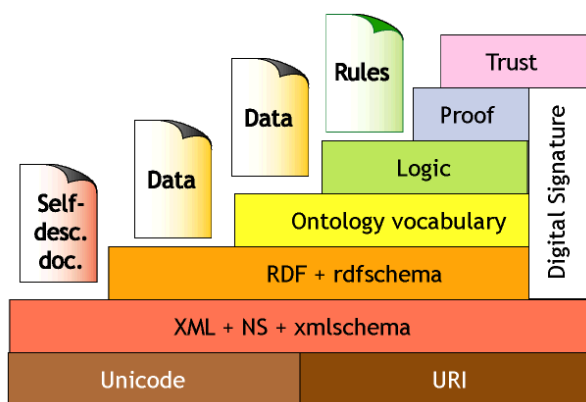 Trust
Rules
Proof
Data
Logic
Digital Signature
Data
Ontology vocabulary
Self-
desc.
doc.
RDF + rdfschema
XML + NS + xmlschema
Unicode
URI